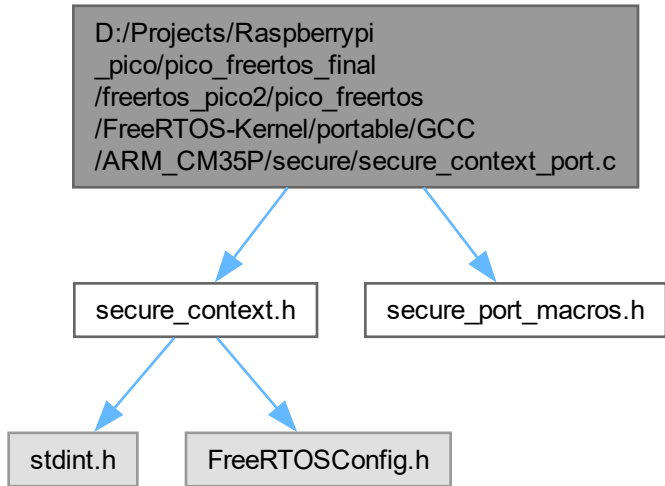 D:/Projects/Raspberrypi
_pico/pico_freertos_final
/freertos_pico2/pico_freertos
/FreeRTOS-Kernel/portable/GCC
/ARM_CM35P/secure/secure_context_port.c
secure_context.h
secure_port_macros.h
stdint.h
FreeRTOSConfig.h